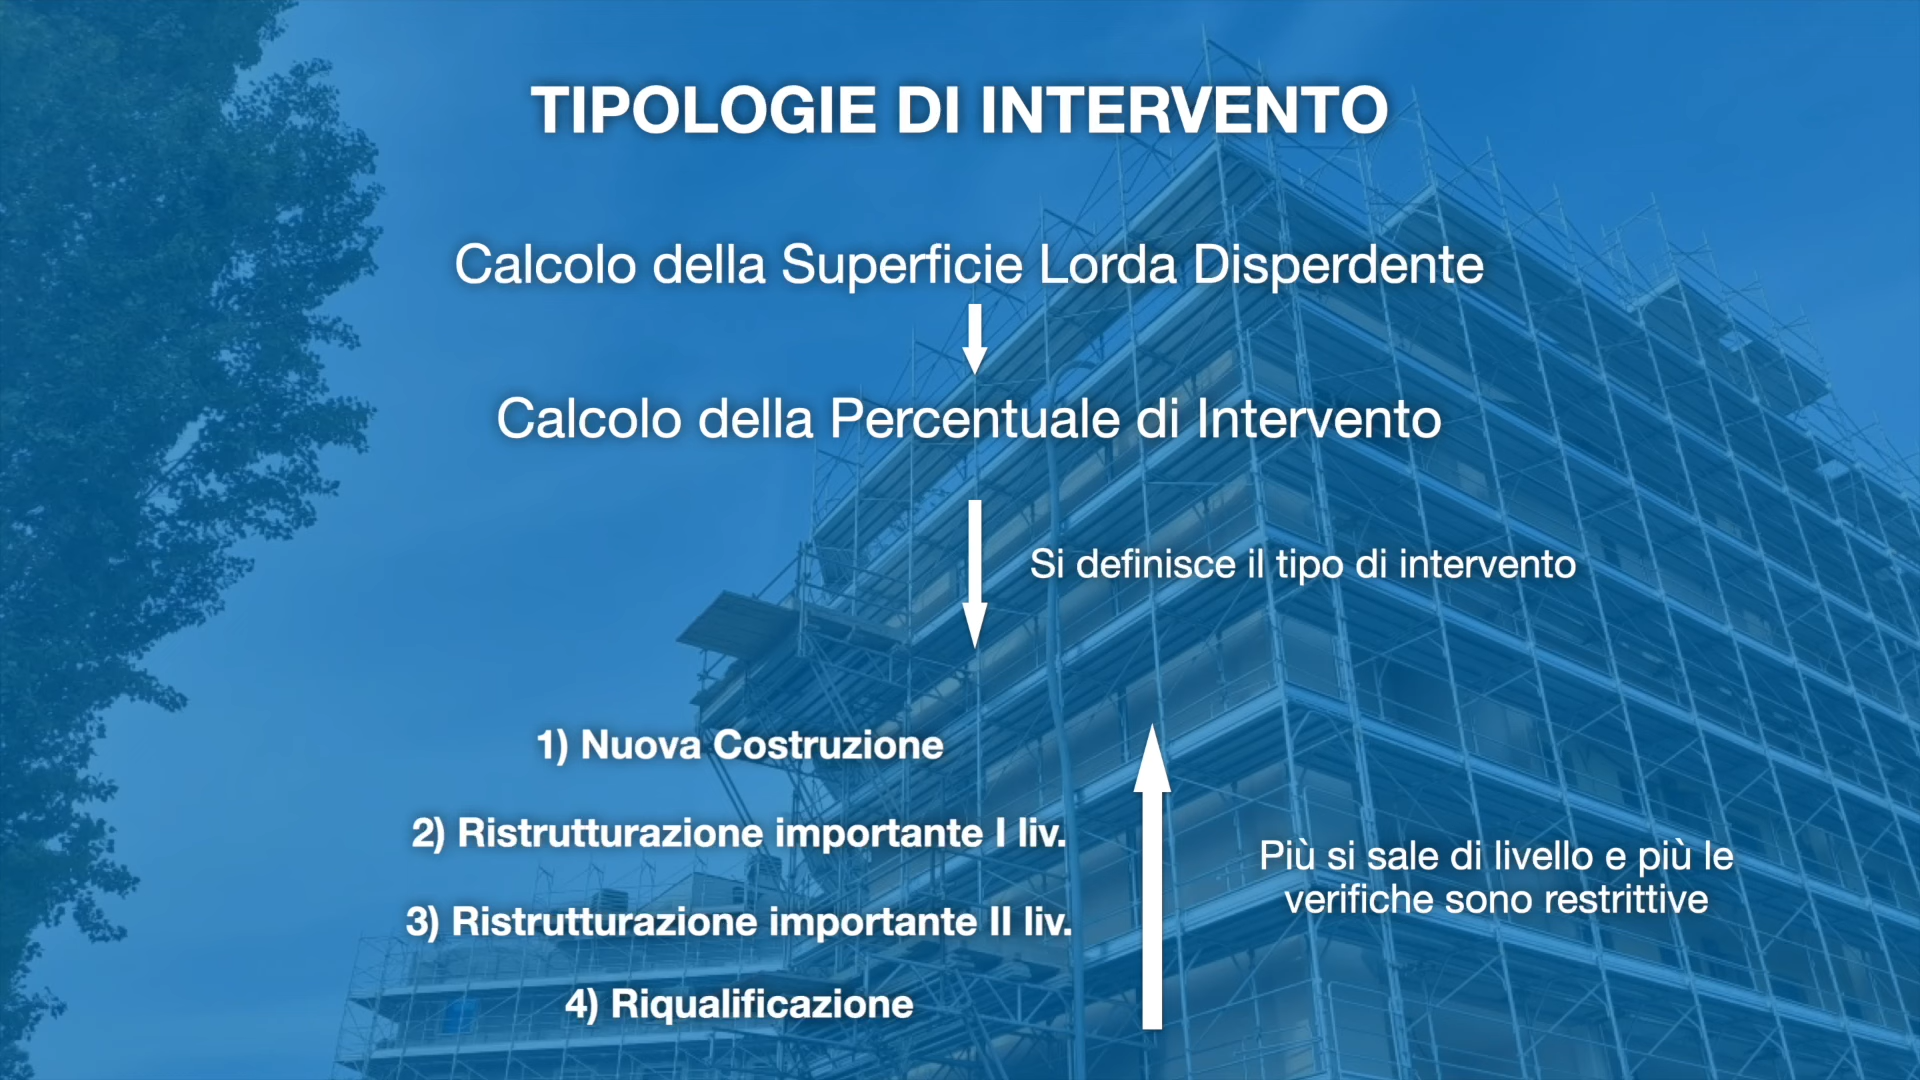 TIPOLOGIE DI INTERVENTO
Calcolo della Superficie Lorda Disperdente
Calcolo della Percentuale di Intervento
Si definisce il tipo di intervento
1) Nuova Costruzione
2) Ristrutturazione importante I liv.
3) Ristrutturazione importante II liv.
4) Riqualificazione
Più si sale di livello e più le
verifiche sono restrittive